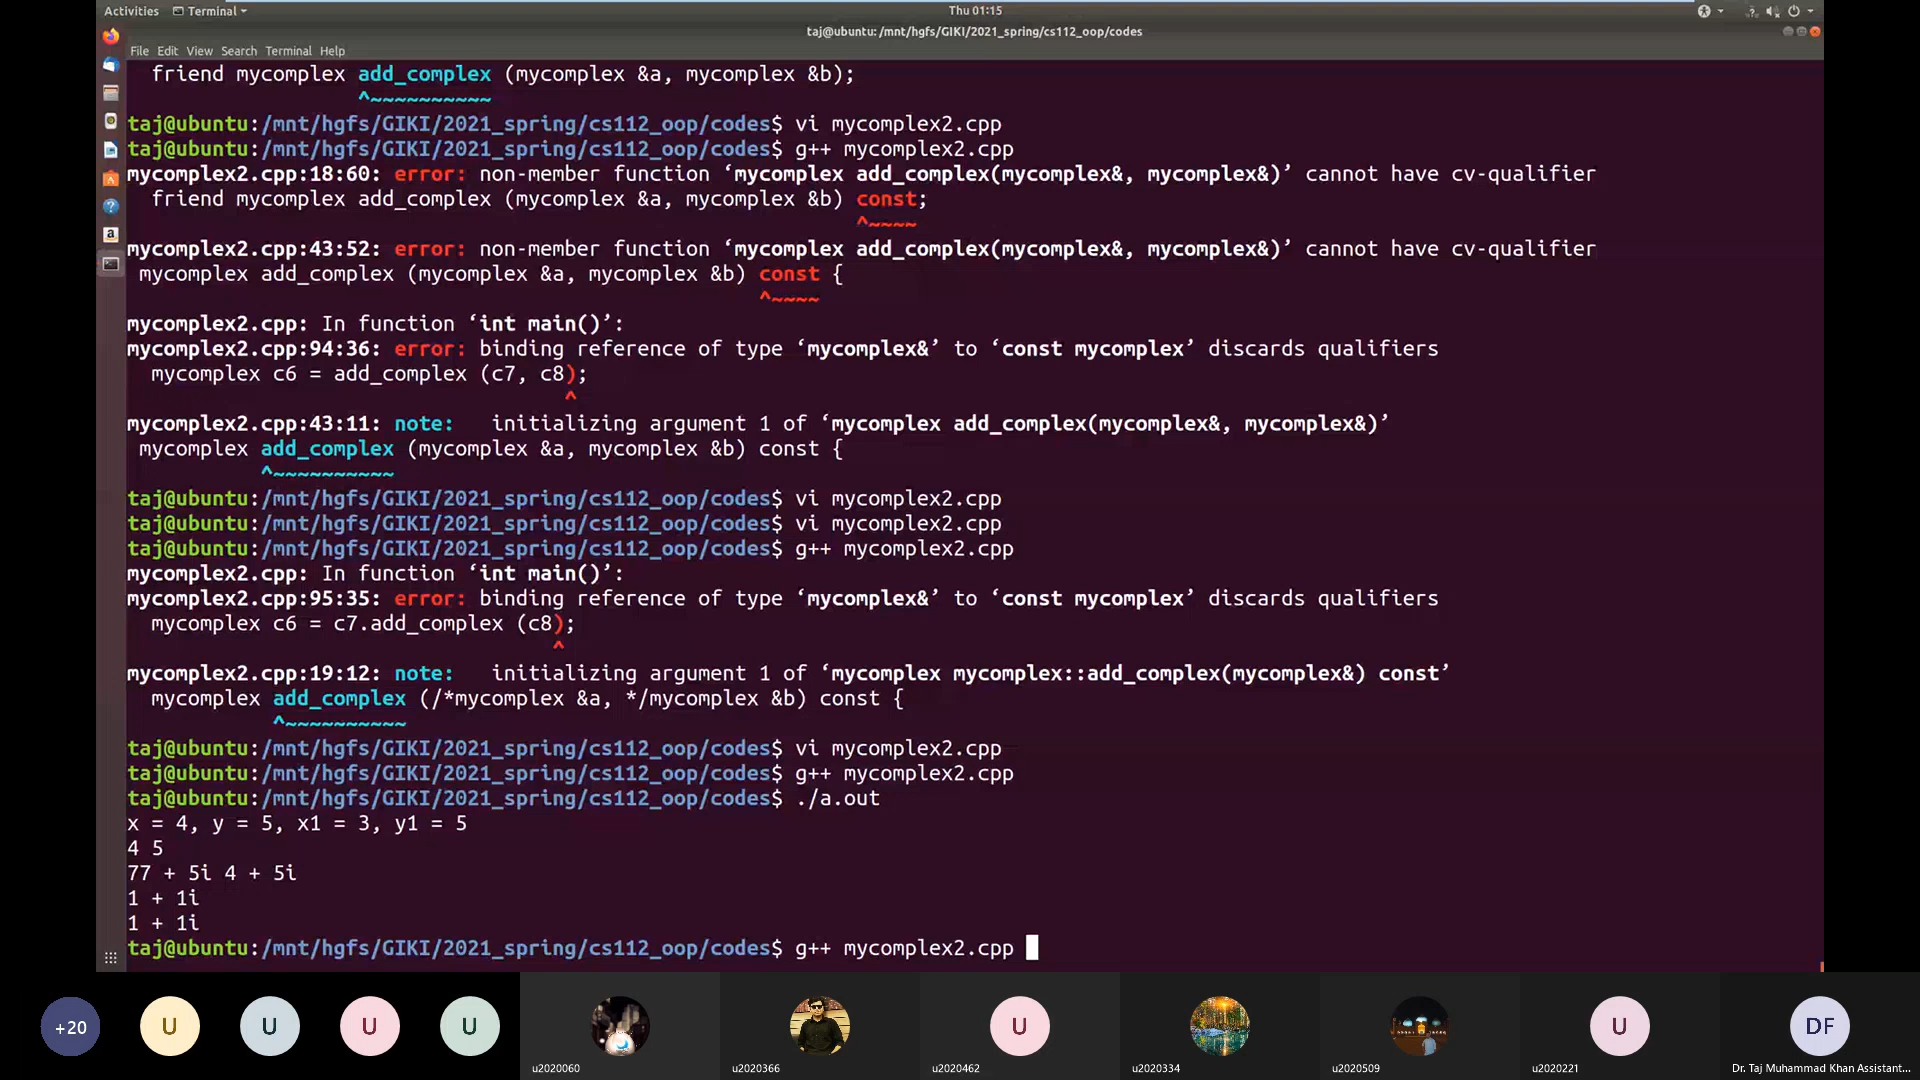 Activities Terminal Thu 01:15
taj@ubuntu: /mnt/hgfs/GIKI/2021_spring/cs112_oop/codes
File Edit View Search Terminal Help
friend mycomplex add_complex (mycomplex &a, mycomplex &b);
^~~~~~~~~~~
taj@ubuntu:/mnt/hgfs/GIKI/2021_spring/cs112_oop/codes$ vi mycomplex2.cpp
taj@ubuntu:/mnt/hgfs/GIKI/2021_spring/cs112_oop/codes$ g++ mycomplex2.cpp
mycomplex2.cpp:18:60: error: non-member function ‘mycomplex add_complex(mycomplex&, mycomplex&)’ cannot have cv-qualifier
friend mycomplex add_complex (mycomplex &a, mycomplex &b) const;
^~~~~
mycomplex2.cpp:43:52: error: non-member function ‘mycomplex add_complex(mycomplex&, mycomplex&)’ cannot have cv-qualifier
mycomplex add_complex (mycomplex &a, mycomplex &b) const {
^~~~~
mycomplex2.cpp: In function ‘int main()’:
mycomplex2.cpp:94:36: error: binding reference of type ‘mycomplex&’ to ‘const mycomplex’ discards qualifiers
mycomplex c6 = add_complex (c7, c8);
^
mycomplex2.cpp:43:11: note:   initializing argument 1 of ‘mycomplex add_complex(mycomplex&, mycomplex&)’
mycomplex add_complex (mycomplex &a, mycomplex &b) const {
^~~~~~~~~~~
taj@ubuntu:/mnt/hgfs/GIKI/2021_spring/cs112_oop/codes$ vi mycomplex2.cpp
taj@ubuntu:/mnt/hgfs/GIKI/2021_spring/cs112_oop/codes$ vi mycomplex2.cpp
taj@ubuntu:/mnt/hgfs/GIKI/2021_spring/cs112_oop/codes$ g++ mycomplex2.cpp
mycomplex2.cpp: In function ‘int main()’:
mycomplex2.cpp:95:35: error: binding reference of type ‘mycomplex&’ to ‘const mycomplex’ discards qualifiers
mycomplex c6 = c7.add_complex (c8);
^
mycomplex2.cpp:19:12: note:   initializing argument 1 of ‘mycomplex mycomplex::add_complex(mycomplex&) const’
mycomplex add_complex (/*mycomplex &a, */mycomplex &b) const {
^~~~~~~~~~~
taj@ubuntu:/mnt/hgfs/GIKI/2021_spring/cs112_oop/codes$ vi mycomplex2.cpp
taj@ubuntu:/mnt/hgfs/GIKI/2021_spring/cs112_oop/codes$ g++ mycomplex2.cpp
taj@ubuntu:/mnt/hgfs/GIKI/2021_spring/cs112_oop/codes$ ./a.out
x = 4, y = 5, x1 = 3, y1 = 5
4 5
77 + 5i 4 + 5i
1 + 1i
1 + 1i
taj@ubuntu:/mnt/hgfs/GIKI/2021_spring/cs112_oop/codes$ g++ mycomplex2.cpp
+20 U U U U U U DF
u2020060 u2020366 u2020462 u2020334 u2020509 u2020221 Dr. Taj Muhammad Khan Assistant...